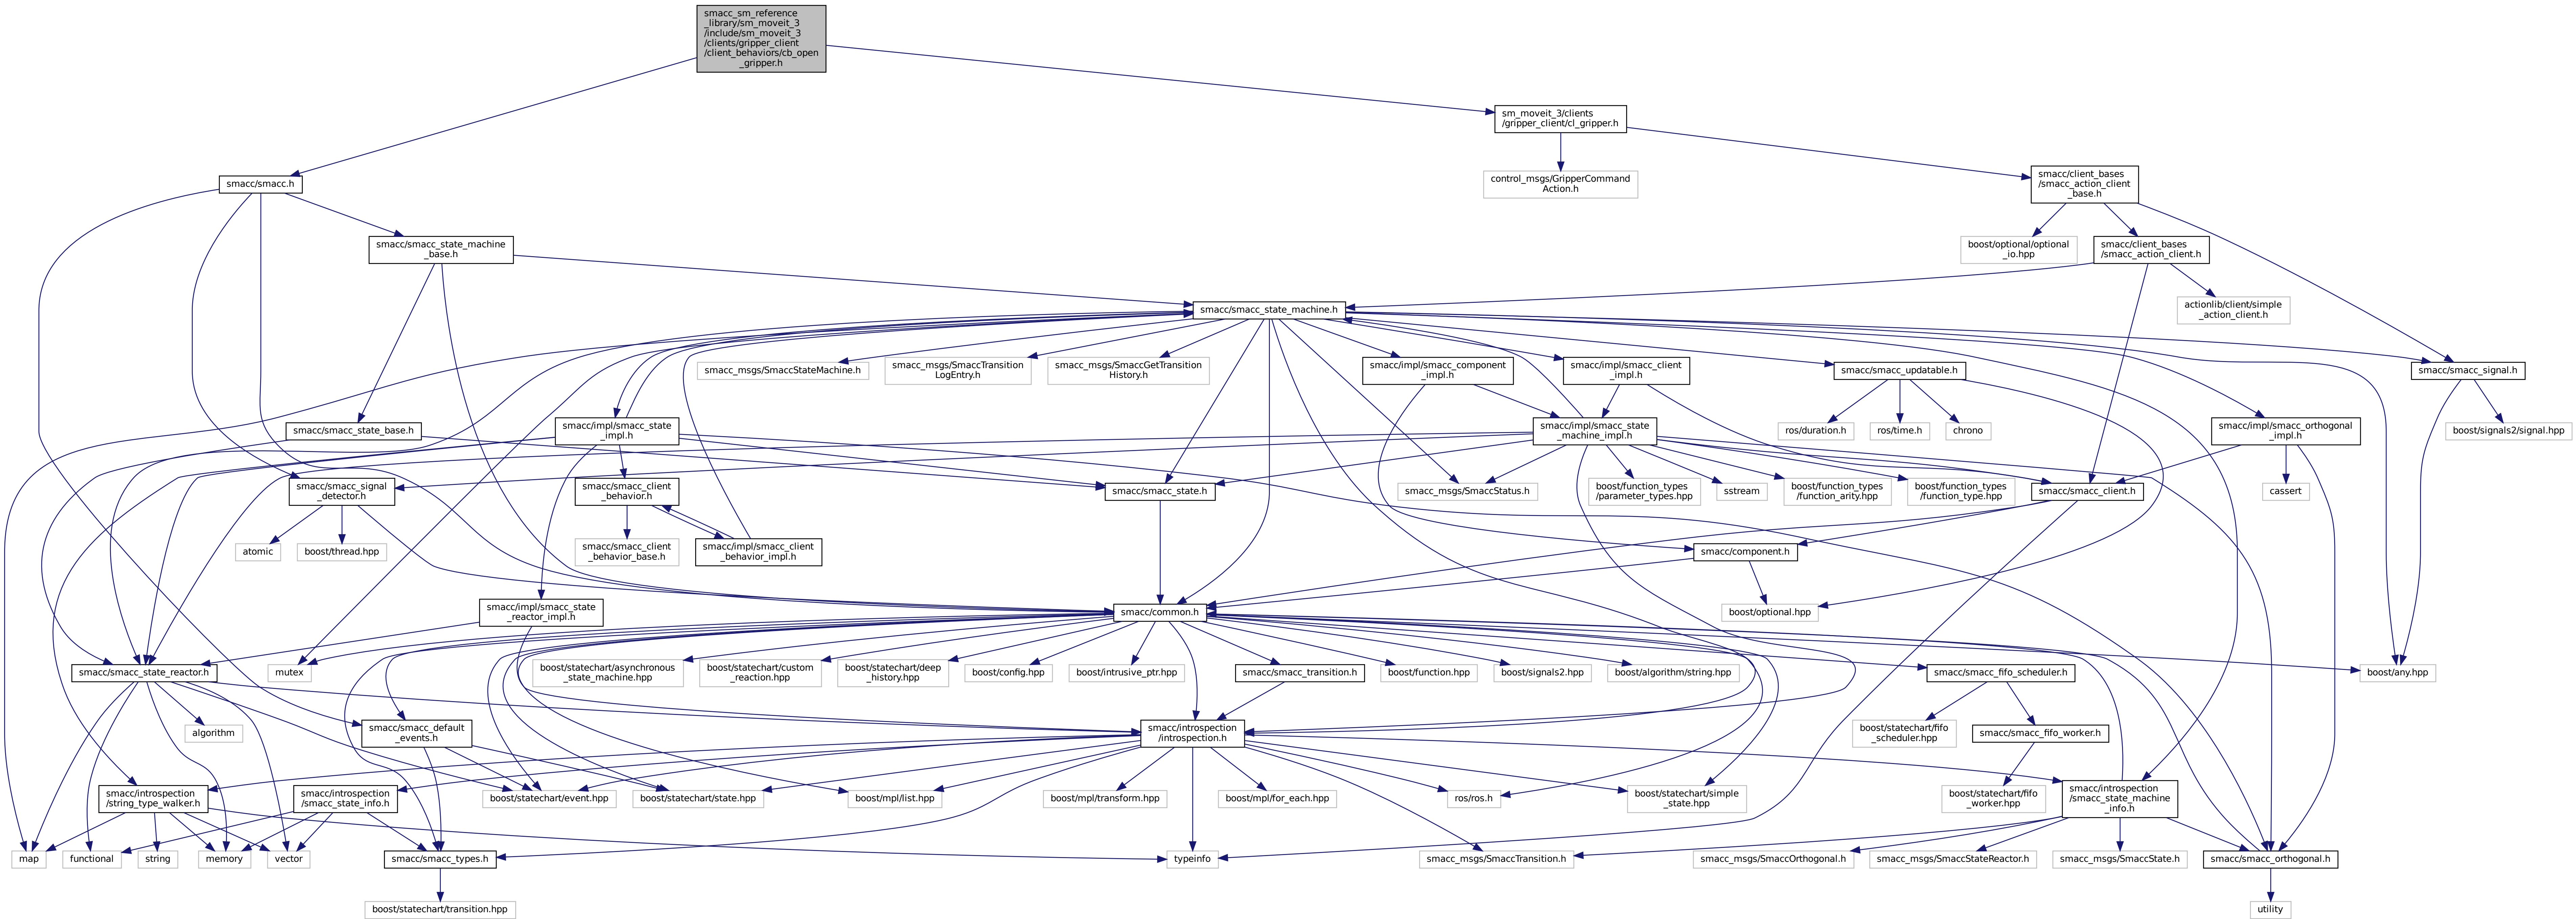 smacc_sm_reference
_library/sm_moveit_3
/include/sm_moveit_3
/clients/gripper_client
/client_behaviors/cb_open
_gripper.h
sm_moveit_3/clients
/gripper_client/cl_gripper.h
smacc/smacc.h
control_msgs/GripperCommand
Action.h
smacc/client_bases
/smacc_action_client
_base.h
smacc/smacc_state_machine
_base.h
boost/optional/optional
_io.hpp
smacc/client_bases
/smacc_action_client.h
smacc/smacc_state_machine.h
actionlib/client/simple
_action_client.h
smacc_msgs/SmaccStateMachine.h
smacc_msgs/SmaccTransition
LogEntry.h
smacc_msgs/SmaccGetTransition
History.h
smacc/impl/smacc_component
_impl.h
smacc/impl/smacc_client
_impl.h
smacc/smacc_updatable.h
smacc/smacc_signal.h
smacc/smacc_state_base.h
smacc/impl/smacc_state
_impl.h
smacc/impl/smacc_state
_machine_impl.h
ros/duration.h
ros/time.h
chrono
smacc/impl/smacc_orthogonal
_impl.h
boost/signals2/signal.hpp
smacc/smacc_signal
_detector.h
smacc/smacc_client
_behavior.h
smacc/smacc_state.h
smacc_msgs/SmaccStatus.h
boost/function_types
/parameter_types.hpp
sstream
boost/function_types
/function_arity.hpp
boost/function_types
/function_type.hpp
smacc/smacc_client.h
cassert
atomic
boost/thread.hpp
smacc/smacc_client
_behavior_base.h
smacc/impl/smacc_client
_behavior_impl.h
smacc/component.h
smacc/impl/smacc_state
_reactor_impl.h
smacc/common.h
boost/optional.hpp
smacc/smacc_state_reactor.h
mutex
boost/statechart/asynchronous
_state_machine.hpp
boost/statechart/custom
_reaction.hpp
boost/statechart/deep
_history.hpp
boost/config.hpp
boost/intrusive_ptr.hpp
smacc/smacc_transition.h
boost/function.hpp
boost/signals2.hpp
boost/algorithm/string.hpp
smacc/smacc_fifo_scheduler.h
boost/any.hpp
algorithm
smacc/smacc_default
_events.h
smacc/introspection
/introspection.h
boost/statechart/fifo
_scheduler.hpp
smacc/smacc_fifo_worker.h
smacc/introspection
/string_type_walker.h
smacc/introspection
/smacc_state_info.h
boost/statechart/event.hpp
boost/statechart/state.hpp
boost/mpl/list.hpp
boost/mpl/transform.hpp
boost/mpl/for_each.hpp
ros/ros.h
boost/statechart/simple
_state.hpp
boost/statechart/fifo
_worker.hpp
smacc/introspection
/smacc_state_machine
_info.h
map
functional
string
memory
vector
smacc/smacc_types.h
typeinfo
smacc_msgs/SmaccTransition.h
smacc_msgs/SmaccOrthogonal.h
smacc_msgs/SmaccStateReactor.h
smacc_msgs/SmaccState.h
smacc/smacc_orthogonal.h
boost/statechart/transition.hpp
utility